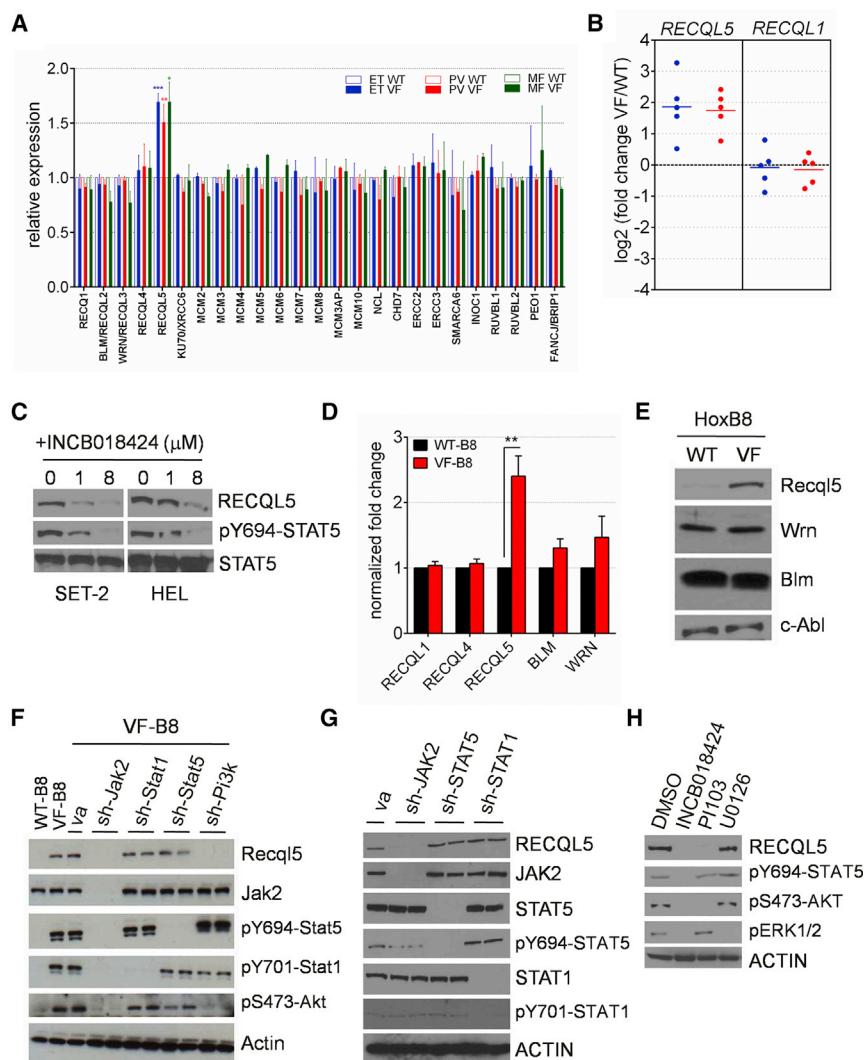 A
2.0
1.5
1.0
0.5
0.0
relative expression
ET WT
ET VF
PV WT
PV VF
MF WT
MF VF
***
**
*
RECQ1
BLM/RECQL2
WRN/RECQL3
RECQL4
RECQL5
KU70/XRCC6
MCM2
MCM3
MCM4
MCM5
MCM6
MCM7
MCM8
MCM3AP
MCM10
NCL
CHD7
ERCC2
ERCC3
SMARCA6
INOC1
RUVBL1
RUVBL2
PEO1
FANCJ/BRIP1
B
RECQL5
RECQL1
4
3
2
1
0
-1
-2
-3
-4
log2 (fold change VF/WT)
C
+INCB018424 (µM)
0 1 8 0 1 8
RECQL5
pY694-STAT5
STAT5
SET-2 HEL
D
3
2
1
0
normalized fold change
WT-B8
VF-B8
**
RECQL1
RECQL4
RECQL5
BLM
WRN
E
HoxB8
WT VF
Recql5
Wrn
Blm
c-Abl
F
VF-B8
WT-B8
VF-B8
va
sh-Jak2
sh-Stat1
sh-Stat5
sh-Pi3k
Recql5
Jak2
pY694-Stat5
pY701-Stat1
pS473-Akt
Actin
G
va
sh-JAK2
sh-STAT5
sh-STAT1
RECQL5
JAK2
STAT5
pY694-STAT5
STAT1
pY701-STAT1
ACTIN
H
DMSO
INCB018424
PI103
U0126
RECQL5
pY694-STAT5
pS473-AKT
pERK1/2
ACTIN